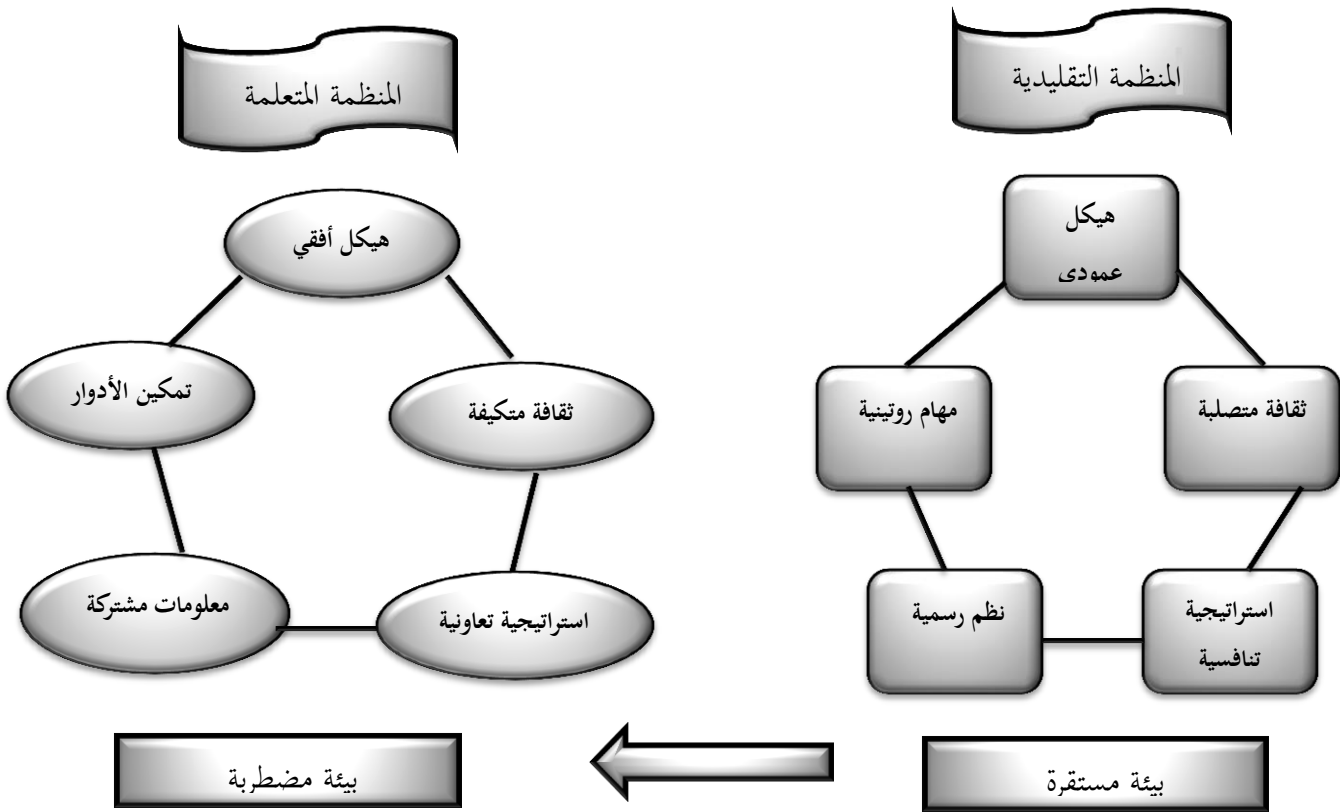 المنظمة التقليدية
المنظمة المتعلمة
هيكل
عمودي
مهام روتينية
ثقافة متصلبة
نظم رسمية
استراتيجية
تنافسية
هيكل أفقي
تمكين الأدوار
ثقافة متكيفة
معلومات مشتركة
استراتيجية تعاونية
بيئة مستقرة
بيئة مضطربة